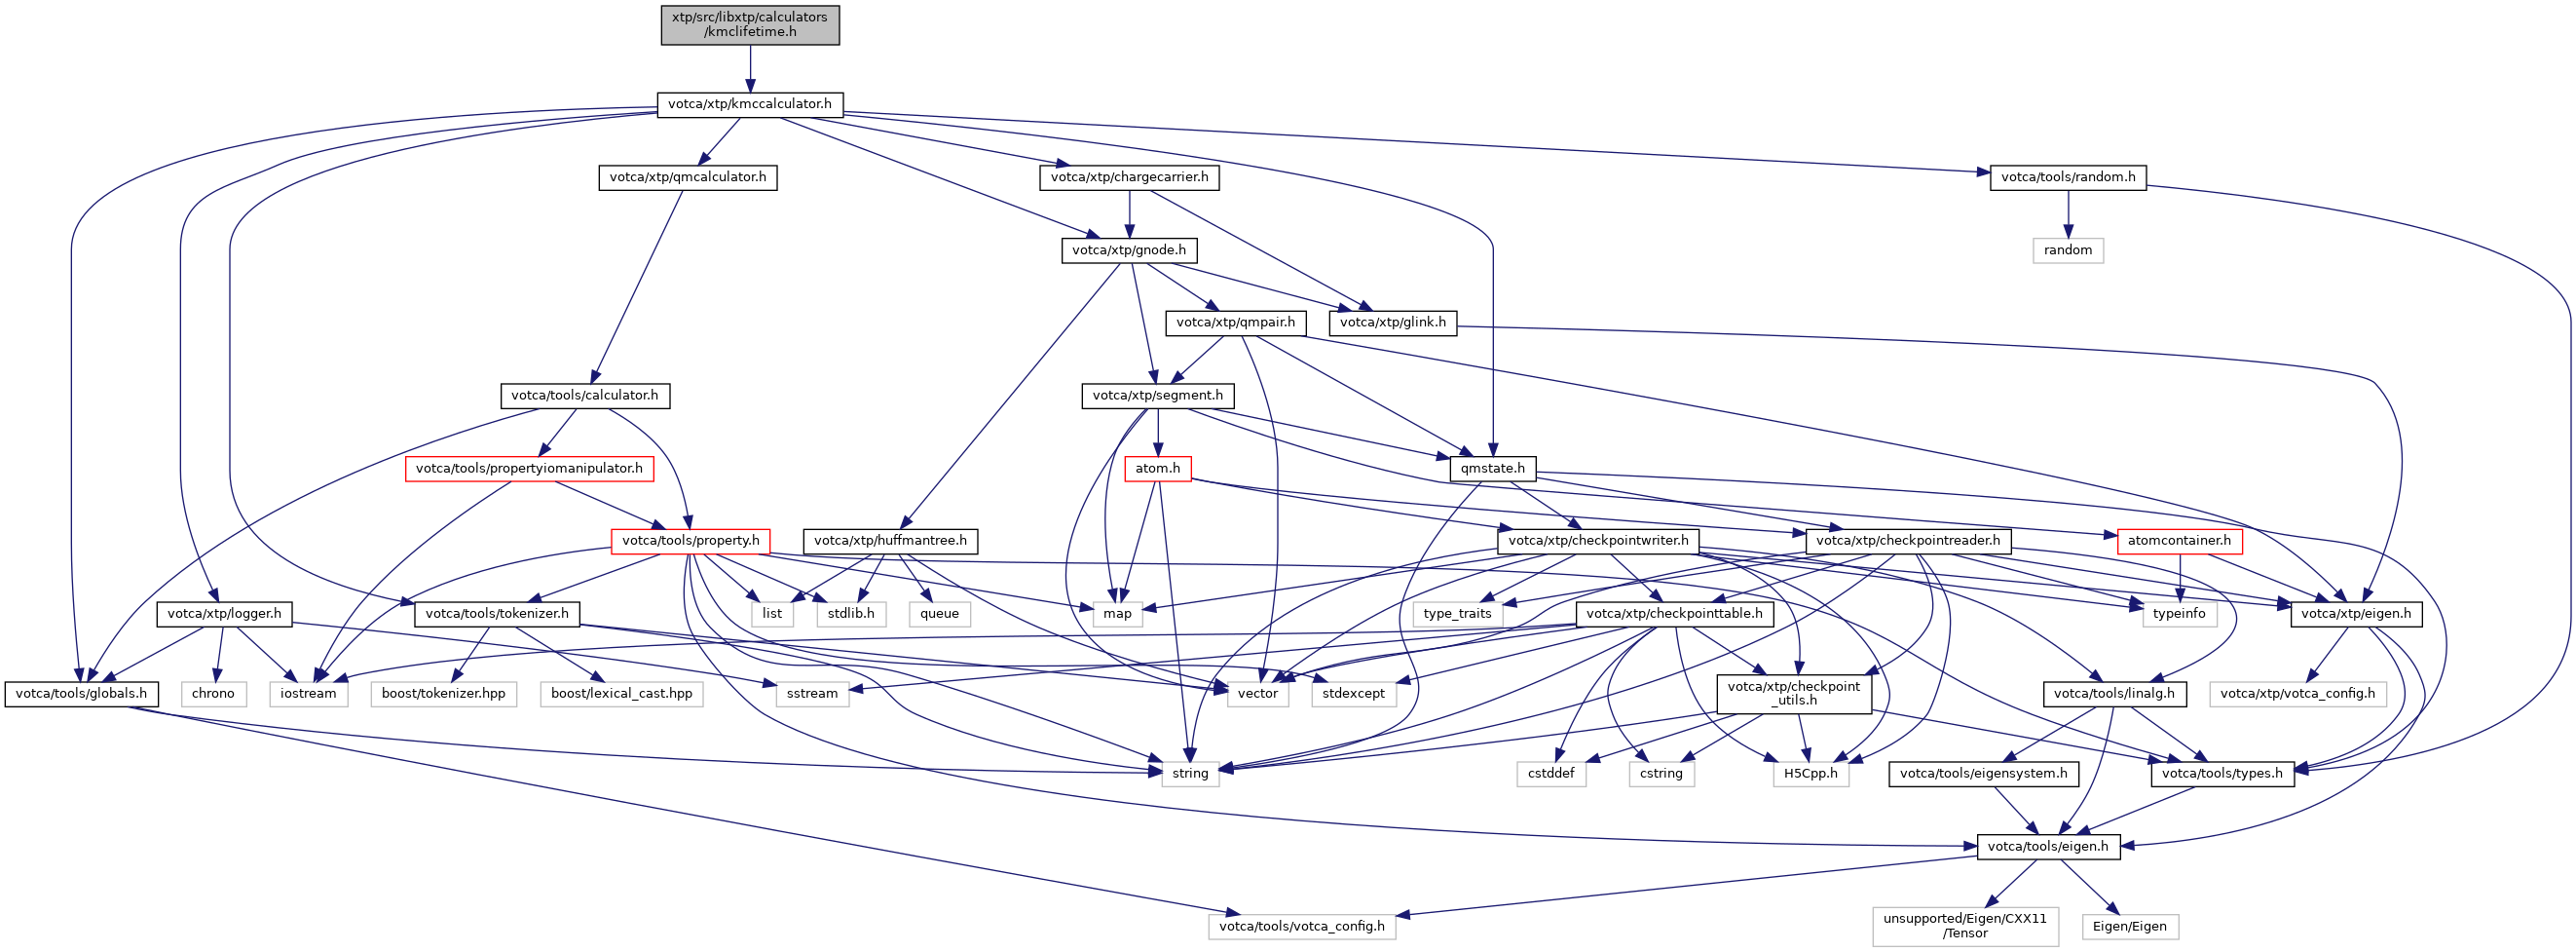 xtp/src/libxtp/calculators
/kmclifetime.h
votca/xtp/kmccalculator.h
votca/xtp/qmcalculator.h
votca/xtp/chargecarrier.h
votca/tools/random.h
votca/xtp/gnode.h
random
votca/xtp/qmpair.h
votca/xtp/glink.h
votca/tools/calculator.h
votca/xtp/segment.h
votca/tools/propertyiomanipulator.h
atom.h
qmstate.h
votca/tools/property.h
votca/xtp/huffmantree.h
votca/xtp/checkpointwriter.h
votca/xtp/checkpointreader.h
atomcontainer.h
votca/xtp/logger.h
votca/tools/tokenizer.h
list
stdlib.h
queue
map
type_traits
votca/xtp/checkpointtable.h
typeinfo
votca/xtp/eigen.h
votca/tools/globals.h
chrono
iostream
boost/tokenizer.hpp
boost/lexical_cast.hpp
sstream
vector
stdexcept
votca/xtp/checkpoint
_utils.h
votca/tools/linalg.h
votca/xtp/votca_config.h
string
cstddef
cstring
H5Cpp.h
votca/tools/eigensystem.h
votca/tools/types.h
votca/tools/eigen.h
votca/tools/votca_config.h
unsupported/Eigen/CXX11
/Tensor
Eigen/Eigen